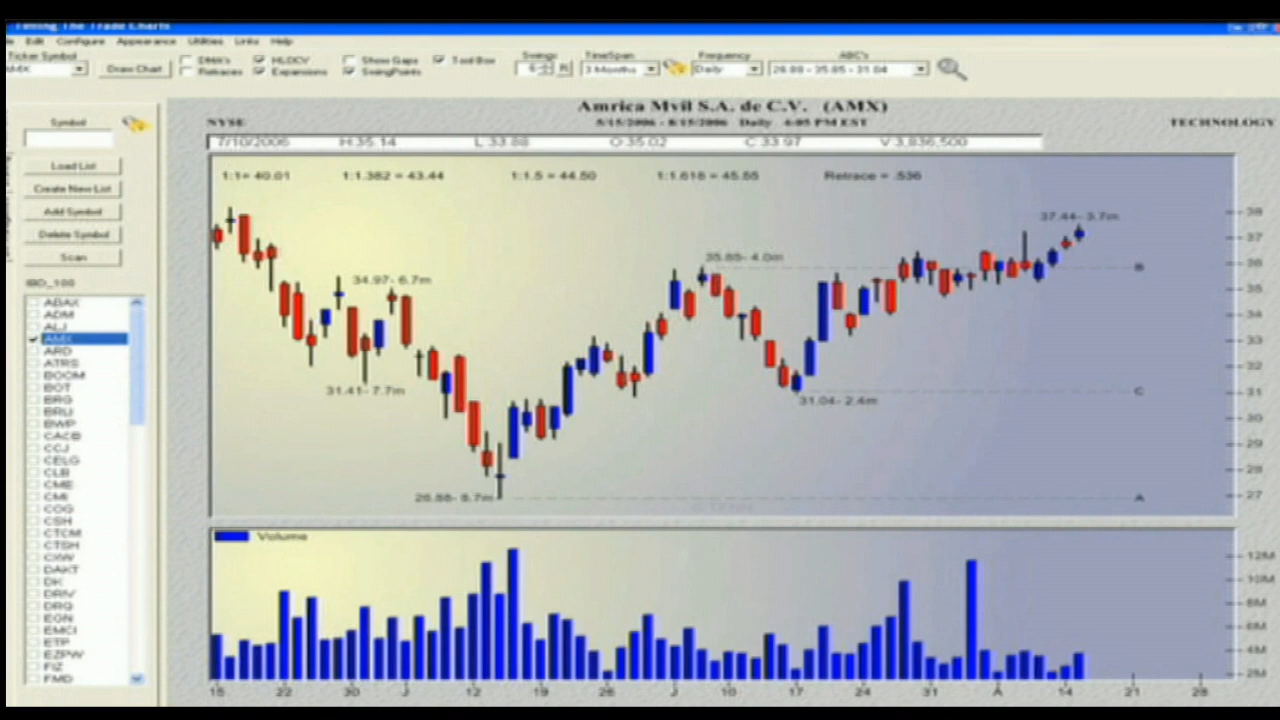 Timing The Trade Charts
Edit Configure Appearance Utilities Links Help
Ticker Symbol
AMX
Draw Chart
DMA's HLOCV Show Gaps Tool Box
Retraces Expansions SwingPoints
Swings
6 R
TimeSpan
3 Months
Frequency
Daily
ABC's
26.88 - 35.85 - 31.04
Amrica Mvil S.A. de C.V. (AMX)
NYSE 5/15/2006 - 8/15/2006 Daily 4:05 PM EST TECHNOLOGY
7/10/2006 H:35.14 L:33.88 O:35.02 C:33.97 V:3,836,500
1:1= 40.01 1:1.382 = 43.44 1:1.5 = 44.50 1:1.618 = 45.55 Retrace = .536
Symbol
Load List
Create New List
Add Symbol
Delete Symbol
Scan
IBD_100
ABAX
ADM
ALJ
AMX
ARD
ATRS
BOOM
BOT
BRG
BRLI
BWP
CACB
CCJ
CELG
CLB
CME
CMI
COG
CSH
CTCM
CTSH
CXW
DAKT
DK
DRIV
DRQ
EGN
EMCI
ETP
EZPW
FIZ
FMD
37.44- 3.7m
35.85- 4.0m
34.97- 6.7m
31.41- 7.7m
31.04- 2.4m
26.88- 8.7m
B
C
A
38
37
36
35
34
33
32
31
30
29
28
27
Volume
12M
10M
8M
6M
4M
2M
15 22 30 J 12 19 26 J 10 17 24 31 A 14 21 28